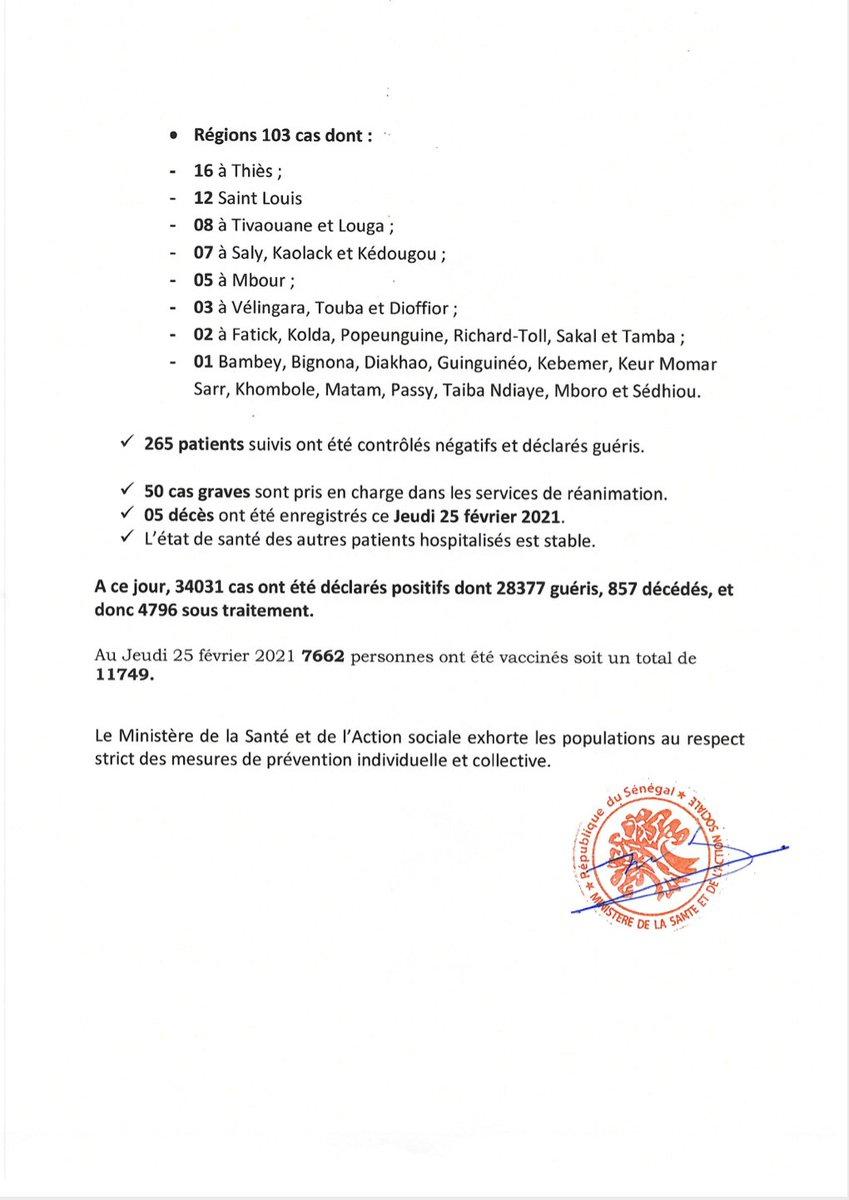 • Régions 103 cas dont :
- 16 à Thiès ;
- 12 Saint Louis
- 08 à Tivaouane et Louga ;
- 07 à Saly, Kaolack et Kédougou ;
- 05 à Mbour ;
- 03 à Vélingara, Touba et Dioffior ;
- 02 à Fatick, Kolda, Popeunguine, Richard-Toll, Sakal et Tamba ;
- 01 Bambey, Bignona, Diakhao, Guinguinéo, Kebemer, Keur Momar
Sarr, Khombole, Matam, Passy, Taiba Ndiaye, Mboro et Sédhiou.
✓ 265 patients suivis ont été contrôlés négatifs et déclarés guéris.
✓ 50 cas graves sont pris en charge dans les services de réanimation.
✓ 05 décès ont été enregistrés ce Jeudi 25 février 2021.
✓ L’état de santé des autres patients hospitalisés est stable.
A ce jour, 34031 cas ont été déclarés positifs dont 28377 guéris, 857 décédés, et
donc 4796 sous traitement.
Au Jeudi 25 février 2021 7662 personnes ont été vaccinés soit un total de
11749.
Le Ministère de la Santé et de l’Action sociale exhorte les populations au respect
strict des mesures de prévention individuelle et collective.
★ République du Sénégal ★
MINISTERE DE LA SANTE ET DE L'ACTION SOCIALE